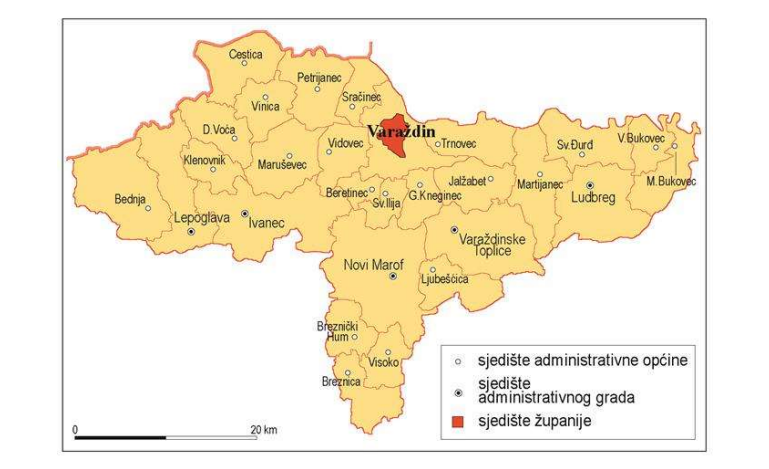 Cestica
Petrijanec
Vinica
Sračinec
Varaždin
D.Voća
Vidovec
Trnovec
Sv.Đurd
V.Bukovec
Klenovnik
Maruševec
Bednja
Beretinec
Sv.Ilija
G.Kneginec
Jalžabet
Martijanec
Ludbreg
M.Bukovec
Lepoglava
Ivanec
Varaždinske
Toplice
Novi Marof
Ljubešćica
Breznički
Hum
Visoko
Breznica
sjedište administrativne općine
sjedište
administrativnog grada
sjedište županije
0
20 km